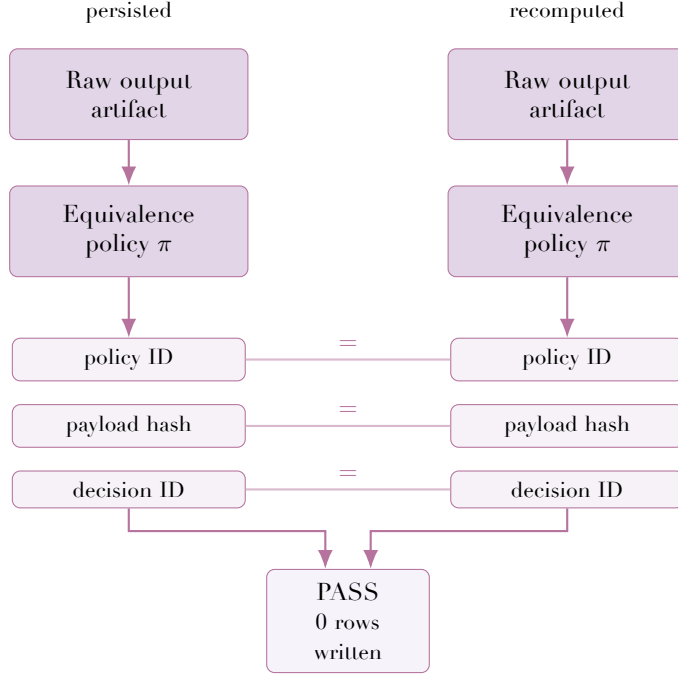 persisted
recomputed
Raw output
artifact
Raw output
artifact
Equivalence
policy π
Equivalence
policy π
policy ID
=
policy ID
payload hash
=
payload hash
decision ID
=
decision ID
PASS
0 rows
written